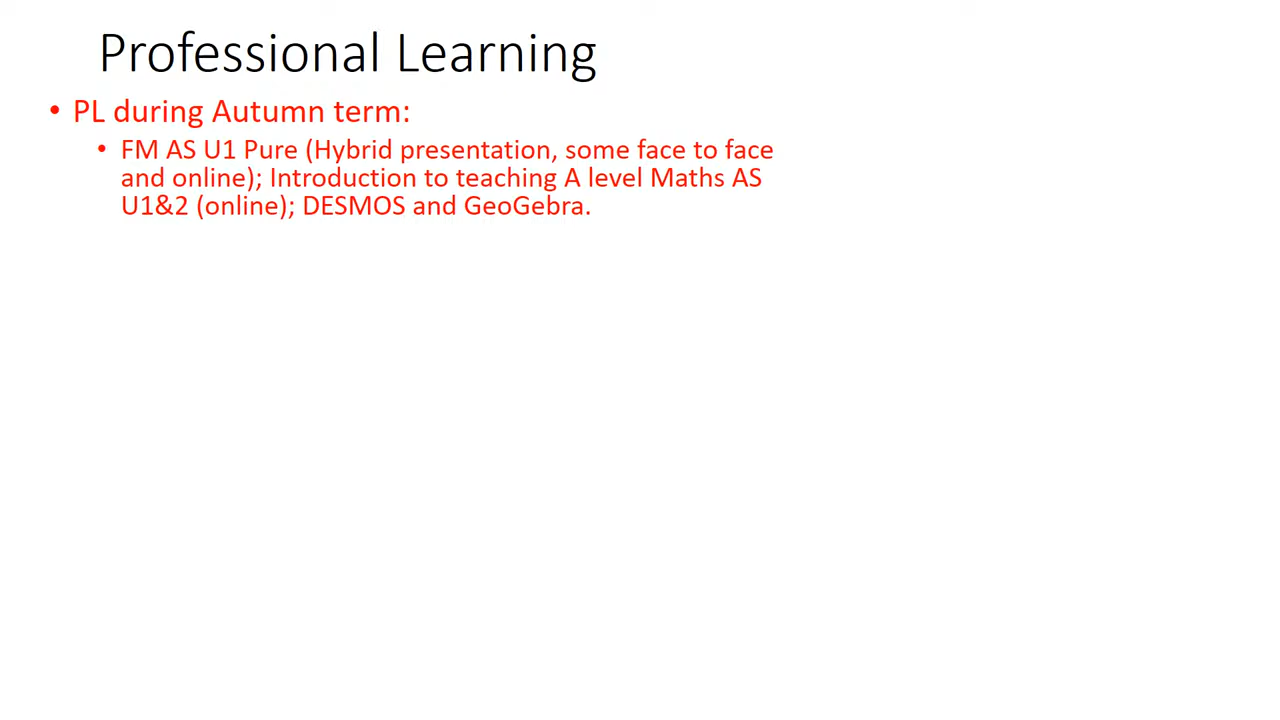 Professional Learning
• PL during Autumn term:
• FM AS U1 Pure (Hybrid presentation, some face to face
and online); Introduction to teaching A level Maths AS
U1&2 (online); DESMOS and GeoGebra.